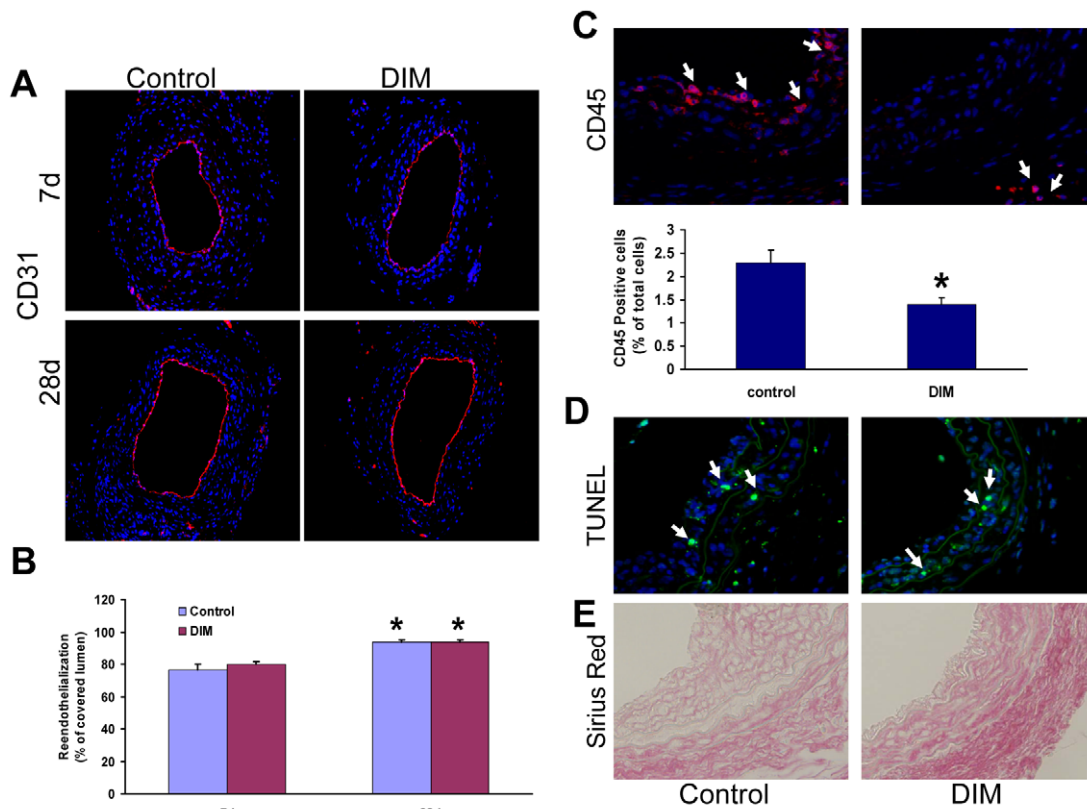 A
Control
DIM
7d
CD31
28d
B
120
100
80
60
40
20
0
Reendothelialization
(% of covered lumen)
Control
DIM
*
*
C
CD45
3
2.5
2
1.5
1
0.5
0
CD45 Positive cells
(% of total cells)
*
control
DIM
D
TUNEL
E
Sirius Red
Control
DIM